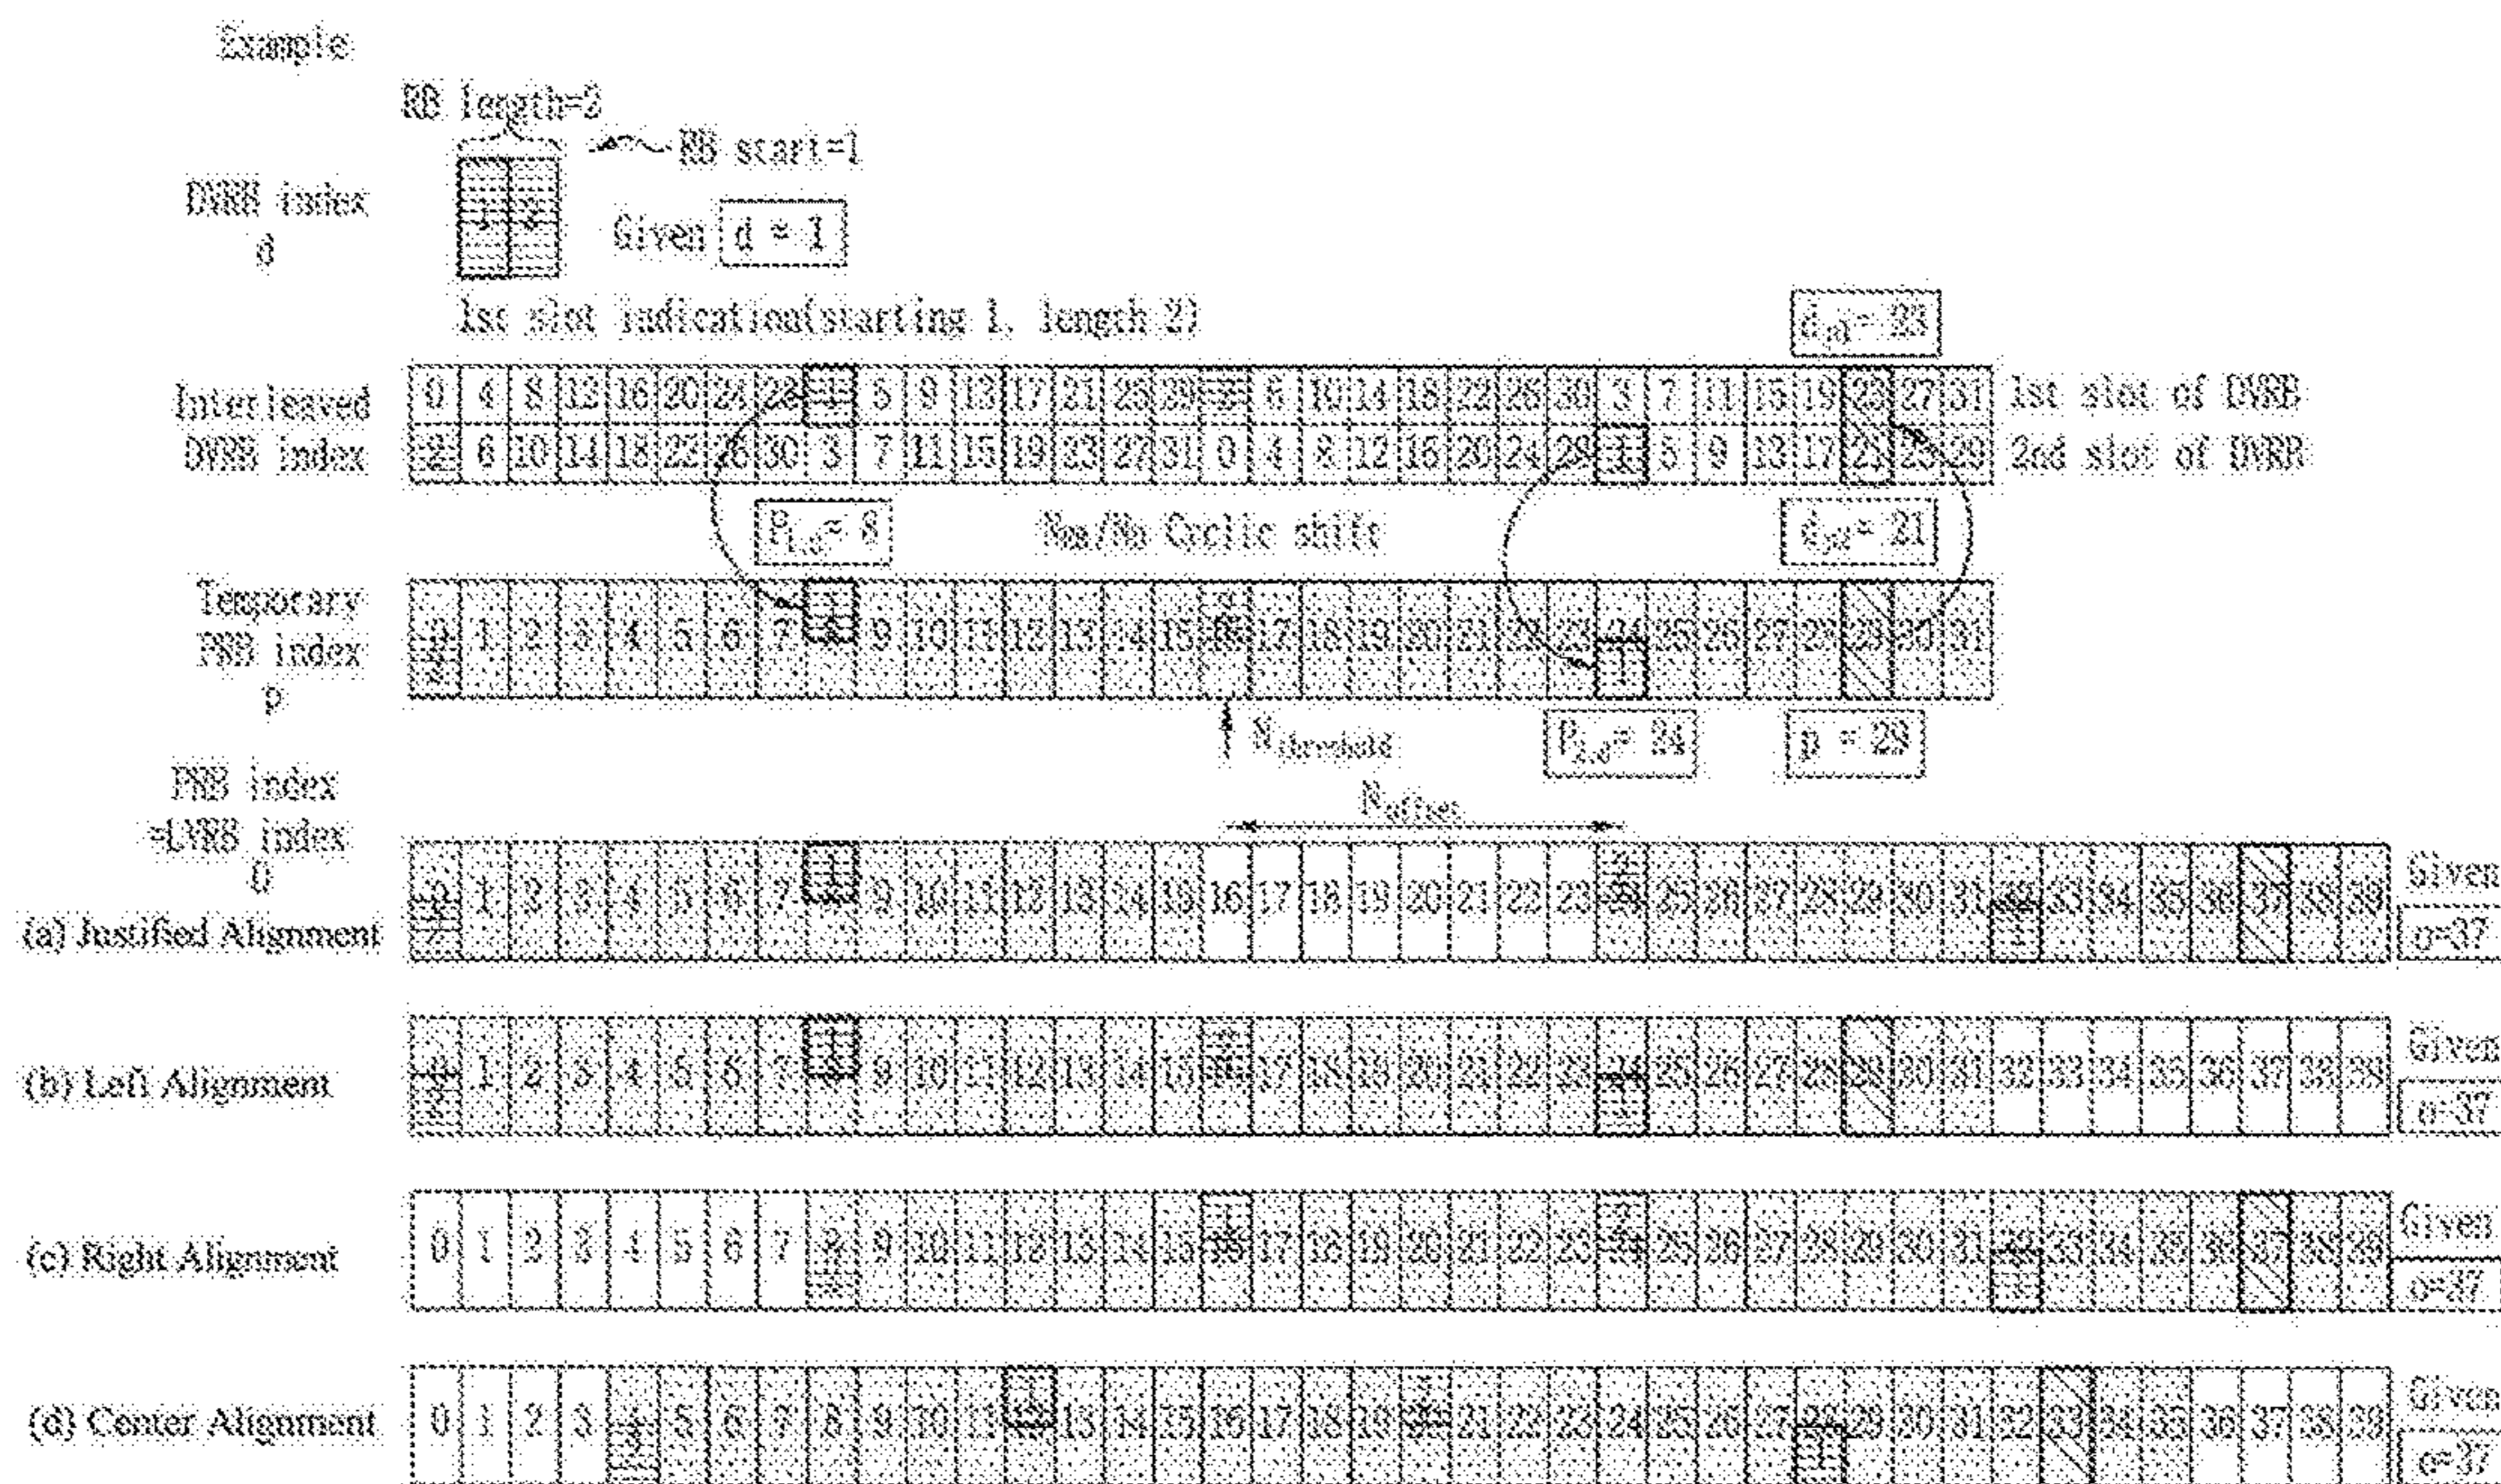 Example
RB length=2
RB start=1
DVRB index
d
1 2
Given d = 1
1st slot indication(starting 1, length 2)
d_p1= 23
Interleaved
DVRB index
0 4 8 12 16 20 24 28 1 5 9 13 17 21 25 29 2 6 10 14 18 22 26 30 3 7 11 15 19 23 27 31 1st slot of DVRB
2 6 10 14 18 22 26 30 3 7 11 15 19 23 27 31 0 4 8 12 16 20 24 28 1 5 9 13 17 21 25 29 2nd slot of DVRB
P_1,d= 8
Cyclic shift
d_p2= 21
Temporary
PRB index
p
0 1 2 3 4 5 6 7 8 9 10 11 12 13 14 15 16 17 18 19 20 21 22 23 24 25 26 27 28 29 30 31
N_threshold
P_2,d= 24
p = 29
PRB index
=LVRB index
0
N_offset
(a) Justified Alignment
0 1 2 3 4 5 6 7 8 9 10 11 12 13 14 15 16 17 18 19 20 21 22 23 24 25 26 27 28 29 30 31 32 33 34 35 36 37 38 39
Given
o=37
(b) Left Alignment
0 1 2 3 4 5 6 7 8 9 10 11 12 13 14 15 16 17 18 19 20 21 22 23 24 25 26 27 28 29 30 31 32 33 34 35 36 37 38 39
Given
o=37
(c) Right Alignment
0 1 2 3 4 5 6 7 8 9 10 11 12 13 14 15 16 17 18 19 20 21 22 23 24 25 26 27 28 29 30 31 32 33 34 35 36 37 38 39
Given
o=37
(d) Center Alignment
0 1 2 3 4 5 6 7 8 9 10 11 12 13 14 15 16 17 18 19 20 21 22 23 24 25 26 27 28 29 30 31 32 33 34 35 36 37 38 39
Given
o=37